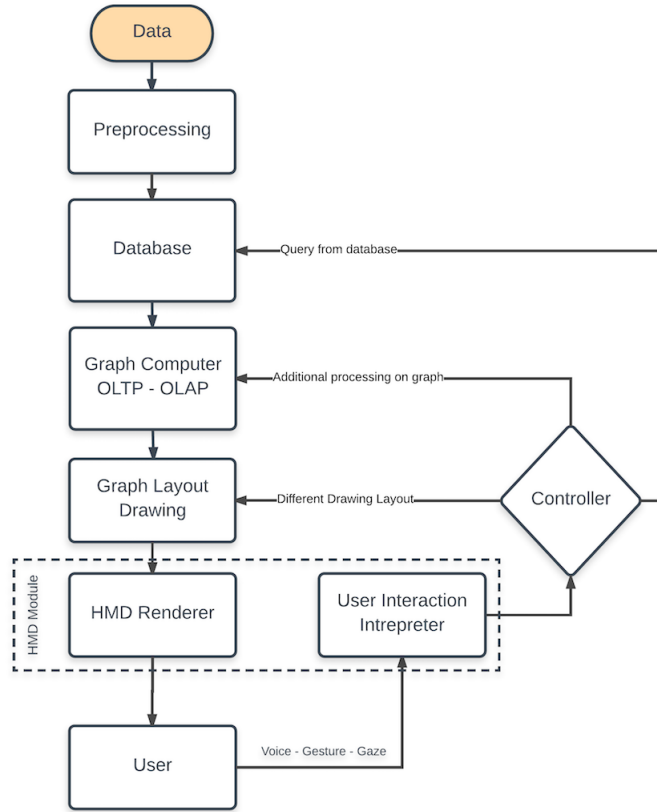 Data
Preprocessing
Database
Query from database
Graph Computer
OLTP - OLAP
Additional processing on graph
Graph Layout
Drawing
Different Drawing Layout
Controller
HMD Module
HMD Renderer
User Interaction
Intrepreter
User
Voice - Gesture - Gaze